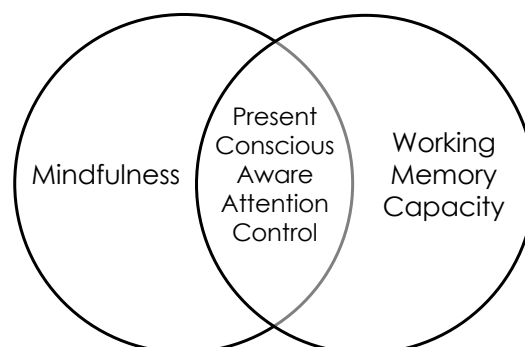 Mindfulness
Present
Conscious
Aware
Attention
Control
Working
Memory
Capacity